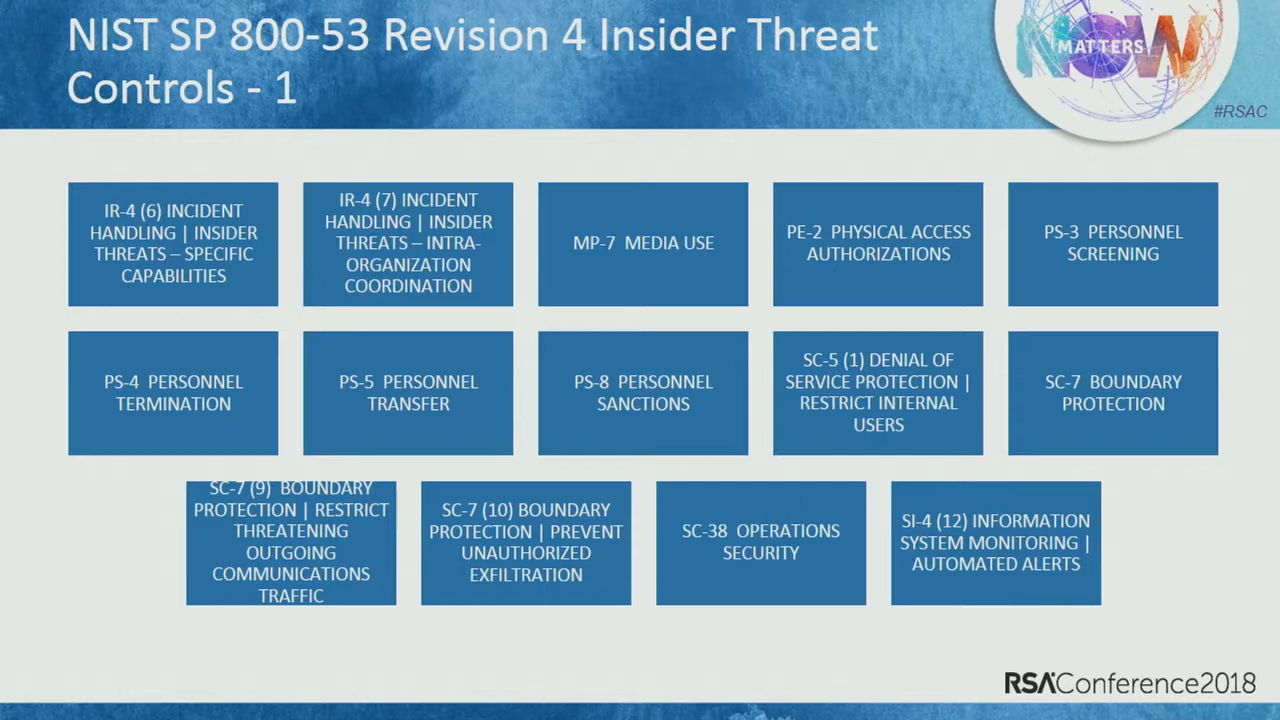 NIST SP 800-53 Revision 4 Insider Threat
Controls - 1
NOW
MATTERS
#RSAC
IR-4 (6) INCIDENT
HANDLING | INSIDER
THREATS – SPECIFIC
CAPABILITIES
IR-4 (7) INCIDENT
HANDLING | INSIDER
THREATS – INTRA-
ORGANIZATION
COORDINATION
MP-7 MEDIA USE
PE-2 PHYSICAL ACCESS
AUTHORIZATIONS
PS-3 PERSONNEL
SCREENING
PS-4 PERSONNEL
TERMINATION
PS-5 PERSONNEL
TRANSFER
PS-8 PERSONNEL
SANCTIONS
SC-5 (1) DENIAL OF
SERVICE PROTECTION |
RESTRICT INTERNAL
USERS
SC-7 BOUNDARY
PROTECTION
SC-7 (9) BOUNDARY
PROTECTION | RESTRICT
THREATENING
OUTGOING
COMMUNICATIONS
TRAFFIC
SC-7 (10) BOUNDARY
PROTECTION | PREVENT
UNAUTHORIZED
EXFILTRATION
SC-38 OPERATIONS
SECURITY
SI-4 (12) INFORMATION
SYSTEM MONITORING |
AUTOMATED ALERTS
RSAConference2018